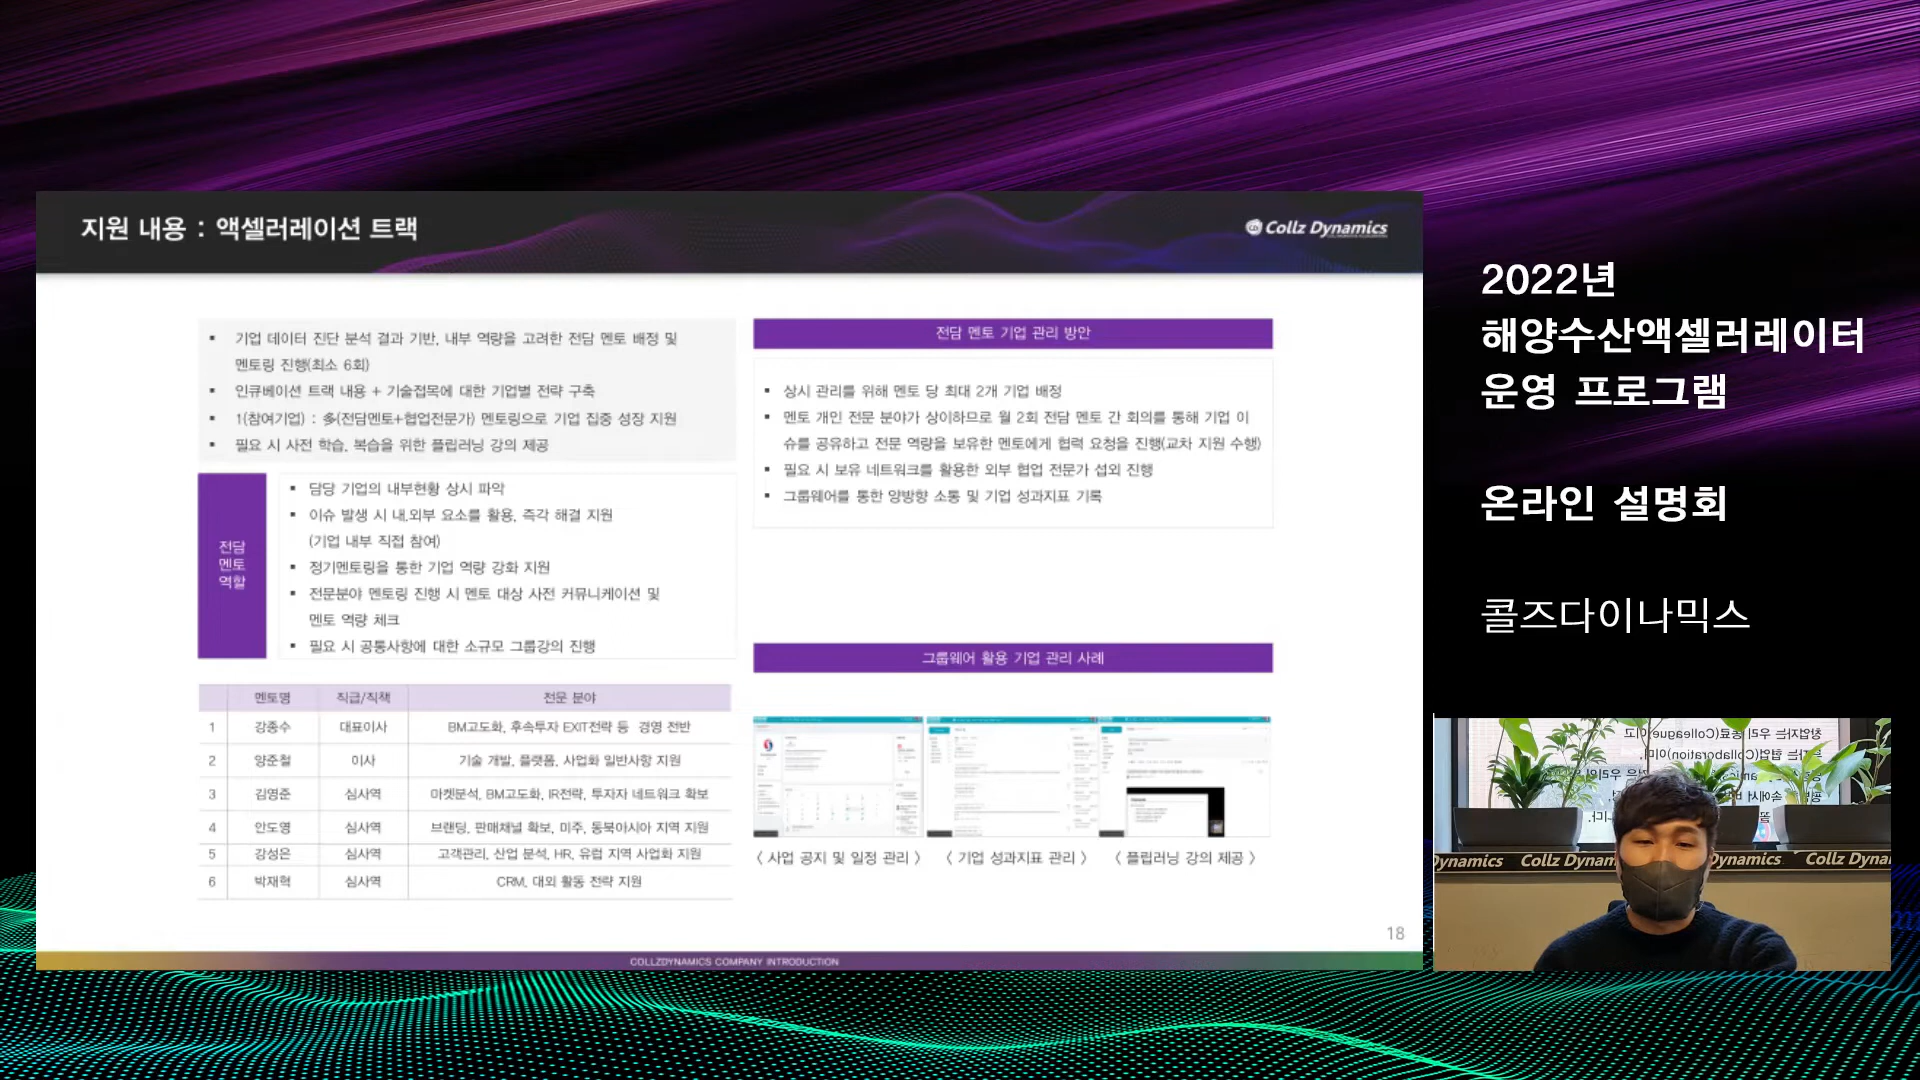 지원 내용 : 액셀러레이션 트랙
Collz Dynamics
기업 데이터 진단 분석 결과 기반, 내부 역량을 고려한 전담 멘토 배정 및
멘토링 진행(최소 6회)
인큐베이션 트랙 내용 + 기술접목에 대한 기업별 전략 구축
1(참여기업) : 多(전담멘토+협업전문가) 멘토링으로 기업 집중 성장 지원
필요 시 사전 학습, 복습을 위한 플립러닝 강의 제공
전담
멘토
역할
담당 기업의 내부현황 상시 파악
이슈 발생 시 내.외부 요소를 활용, 즉각 해결 지원
(기업 내부 직접 참여)
정기멘토링을 통한 기업 역량 강화 지원
전문분야 멘토링 진행 시 멘토 대상 사전 커뮤니케이션 및
멘토 역량 체크
필요 시 공통사항에 대한 소규모 그룹강의 진행
멘토명 직급/직책 전문 분야
1 강종수 대표이사 BM고도화, 후속투자 EXIT전략 등 경영 전반
2 양준철 이사 기술 개발, 플랫폼, 사업화 일반사항 지원
3 김영준 심사역 마켓분석, BM고도화, IR전략, 투자자 네트워크 확보
4 안도영 심사역 브랜딩, 판매채널 확보, 미주, 동북아시아 지역 지원
5 강성은 심사역 고객관리, 산업 분석, HR, 유럽 지역 사업화 지원
6 박재혁 심사역 CRM, 대외 활동 전략 지원
전담 멘토 기업 관리 방안
상시 관리를 위해 멘토 당 최대 2개 기업 배정
멘토 개인 전문 분야가 상이하므로 월 2회 전담 멘토 간 회의를 통해 기업 이
슈를 공유하고 전문 역량을 보유한 멘토에게 협력 요청을 진행(교차 지원 수행)
필요 시 보유 네트워크를 활용한 외부 협업 전문가 섭외 진행
그룹웨어를 통한 양방향 소통 및 기업 성과지표 기록
그룹웨어 활용 기업 관리 사례
< 사업 공지 및 일정 관리 > < 기업 성과지표 관리 > < 플립러닝 강의 제공 >
18
COLLZDYNAMICS COMPANY INTRODUCTION
2022년
해양수산액셀러레이터
운영 프로그램
온라인 설명회
콜즈다이나믹스
창업가는 우리 동료(Colleague)이고
협업(Collaboration)이며,
Dynamics Collz Dynam Dynamics Collz Dyna